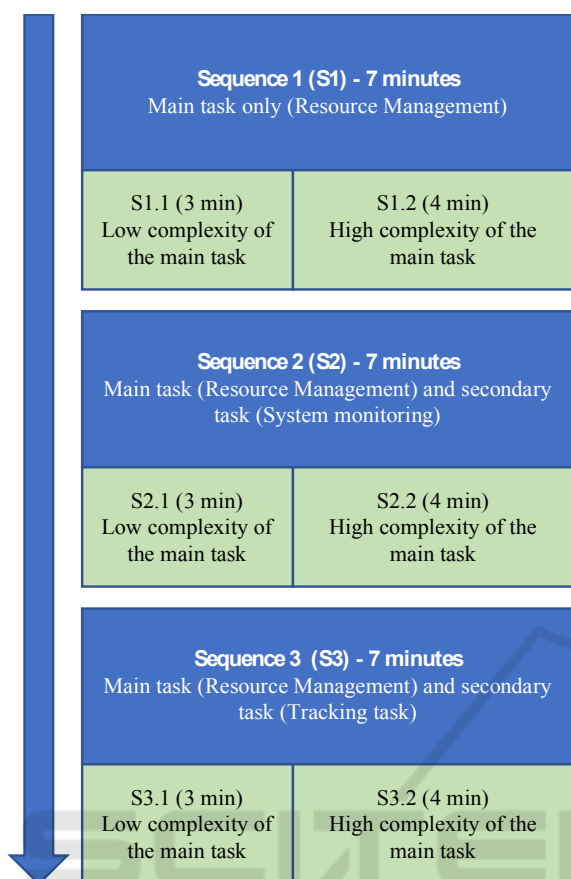 Sequence 1 (S1) - 7 minutes
Main task only (Resource Management)
S1.1 (3 min)
Low complexity of
the main task
S1.2 (4 min)
High complexity of the
main task
Sequence 2 (S2) - 7 minutes
Main task (Resource Management) and secondary
task (System monitoring)
S2.1 (3 min)
Low complexity of
the main task
S2.2 (4 min)
High complexity of the
main task
Sequence 3 (S3) - 7 minutes
Main task (Resource Management) and secondary
task (Tracking task)
S3.1 (3 min)
Low complexity of
the main task
S3.2 (4 min)
High complexity of the
main task